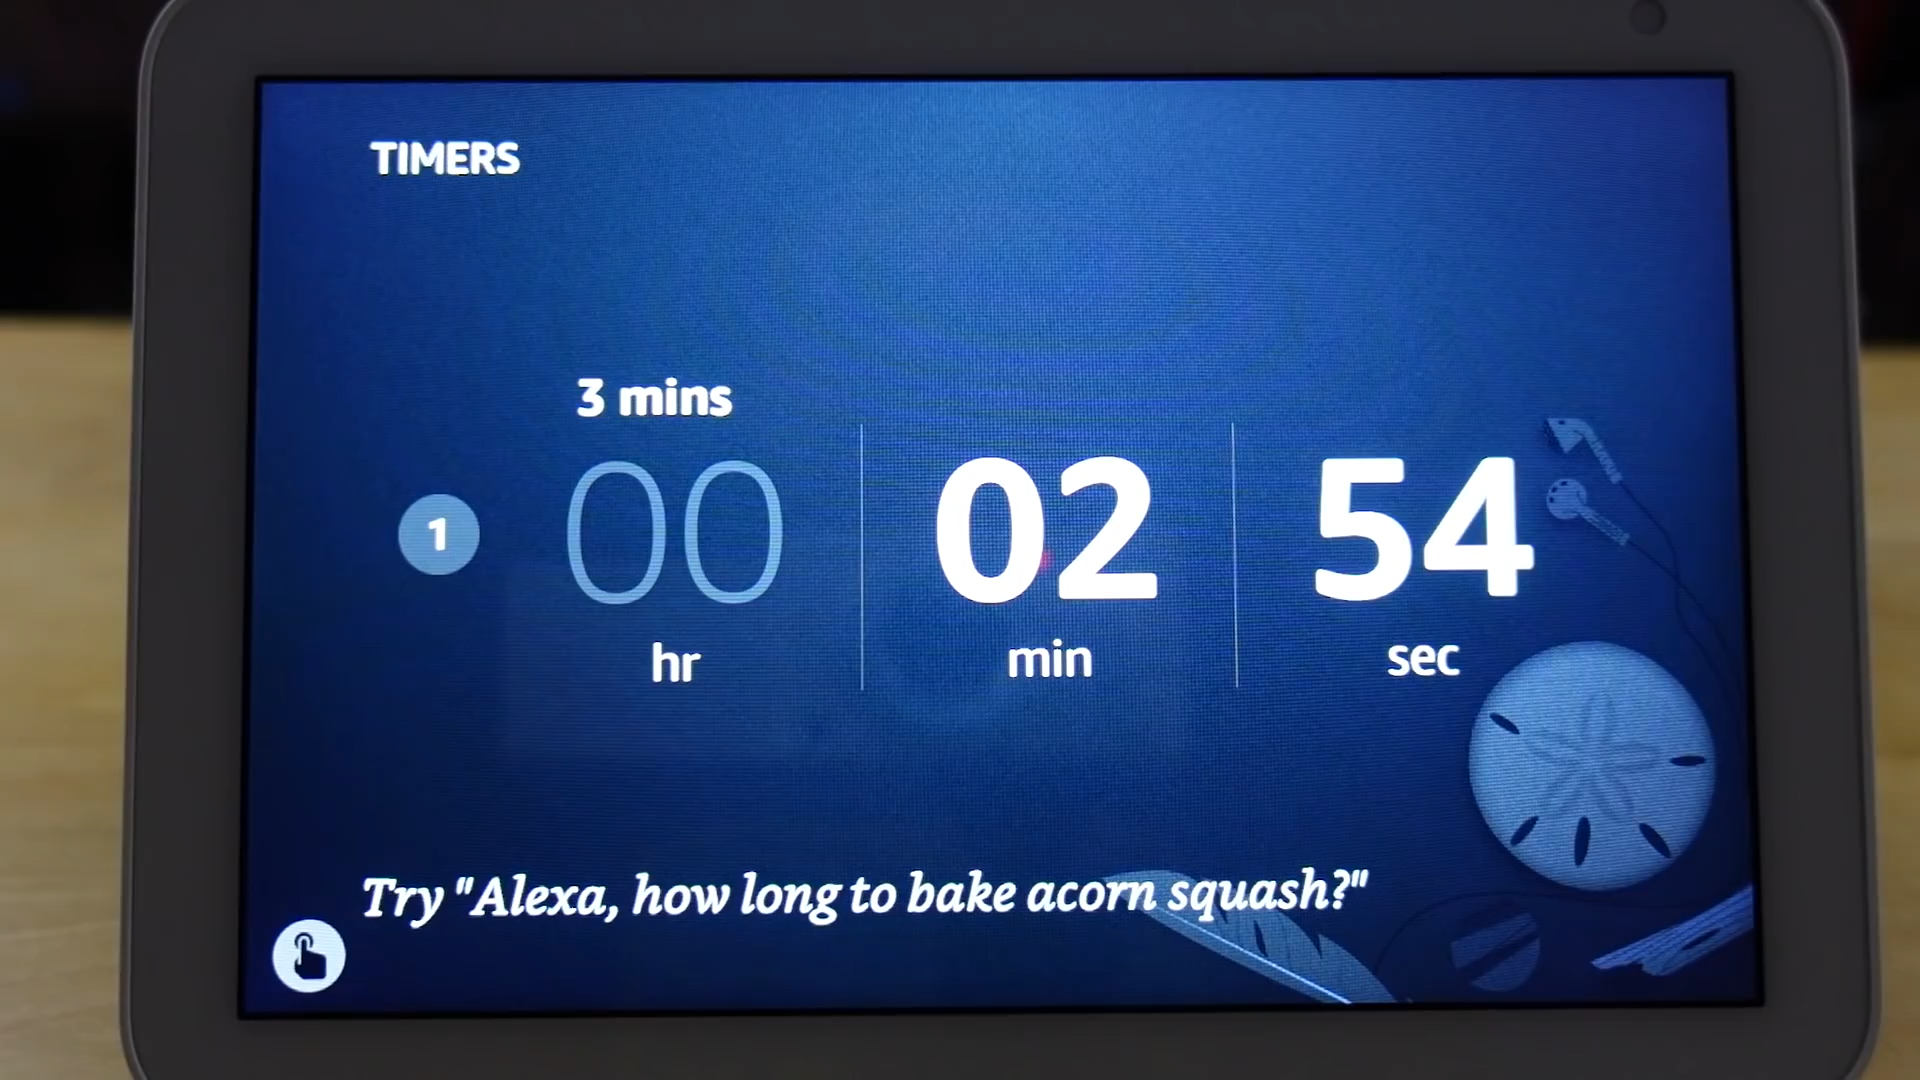 TIMERS
3 mins
1
00 02 54
hr min sec
Try "Alexa, how long to bake acorn squash?"